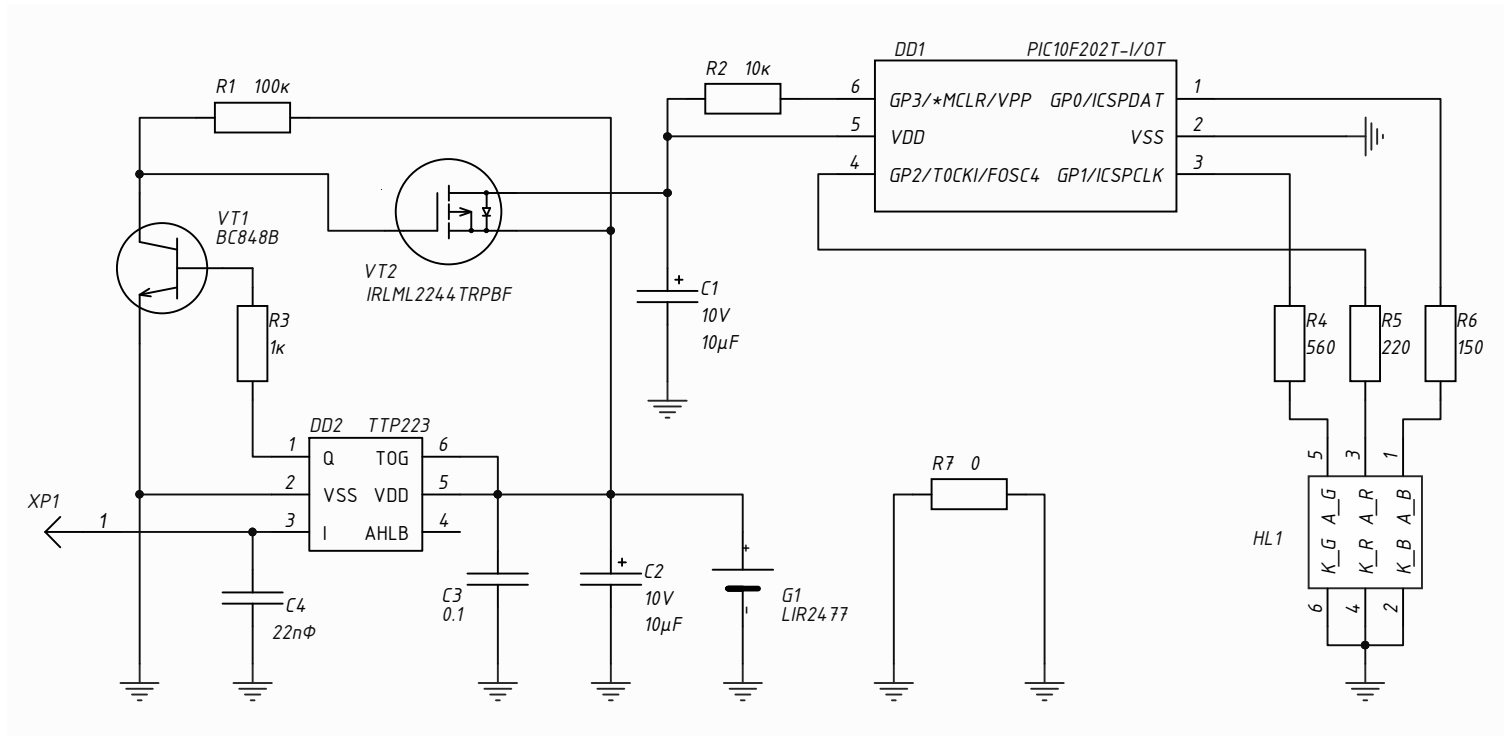 DD1 PIC10F202T-I/OT
R1 100к
R2 10к
6 GP3/*MCLR/VPP GP0/ICSPDAT 1
5 VDD VSS 2
4 GP2/T0CKI/FOSC4 GP1/ICSPCLK 3
VT1
BC848B
VT2
IRLML2244TRPBF
+ C1
10V
10µF
R3
1к
R4
560
R5
220
R6
150
DD2 TTP223
1 Q TOG 6
2 VSS VDD 5
3 I AHLB 4
XP1
1
R7 0
5 3 1
A_G A_R A_B
K_G K_R K_B
HL1
6 4 2
C4
22пФ
C3
0.1
+ C2
10V
10µF
+
-
G1
LIR2477